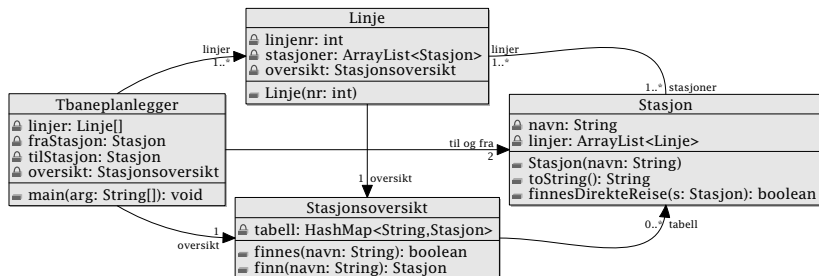 Linje
linjenr: int
stasjoner: ArrayList<Stasjon>
oversikt: Stasjonsoversikt
Linje(nr: int)
linjer
1..*
linjer
1..*
1..* stasjoner
Tbaneplanlegger
linjer: Linje[]
fraStasjon: Stasjon
tilStasjon: Stasjon
oversikt: Stasjonsoversikt
main(arg: String[]): void
til og fra
2
Stasjon
navn: String
linjer: ArrayList<Linje>
Stasjon(navn: String)
toString(): String
finnesDirekteReise(s: Stasjon): boolean
1 oversikt
1
oversikt
Stasjonsoversikt
tabell: HashMap<String,Stasjon>
finnes(navn: String): boolean
finn(navn: String): Stasjon
0..* tabell